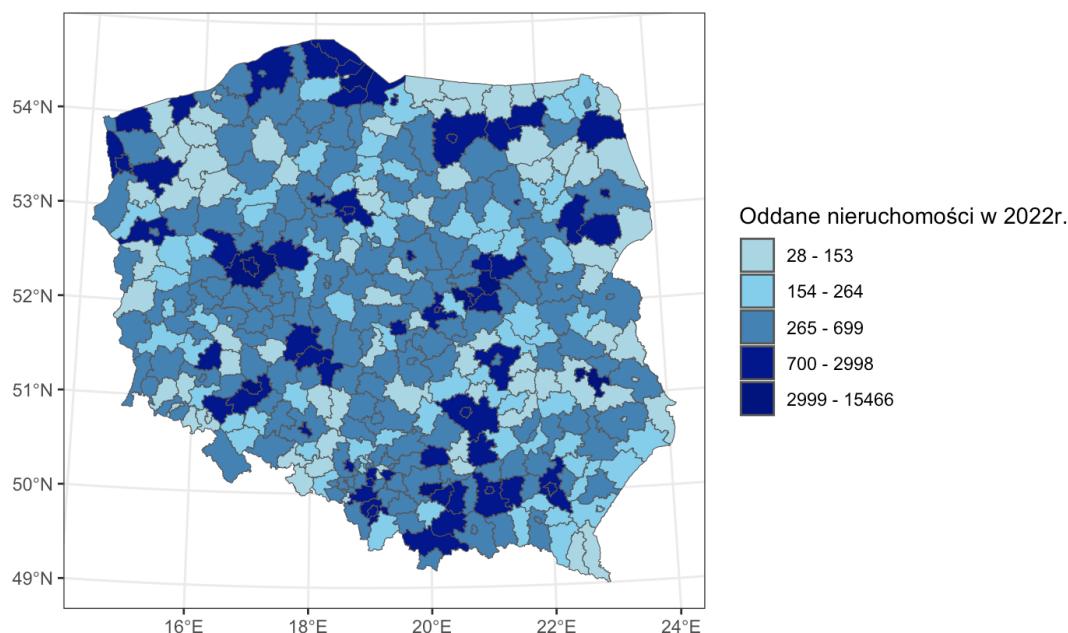 54°N
53°N
52°N
51°N
50°N
49°N
16°E 18°E 20°E 22°E 24°E
Oddane nieruchomości w 2022r.
28 - 153
154 - 264
265 - 699
700 - 2998
2999 - 15466